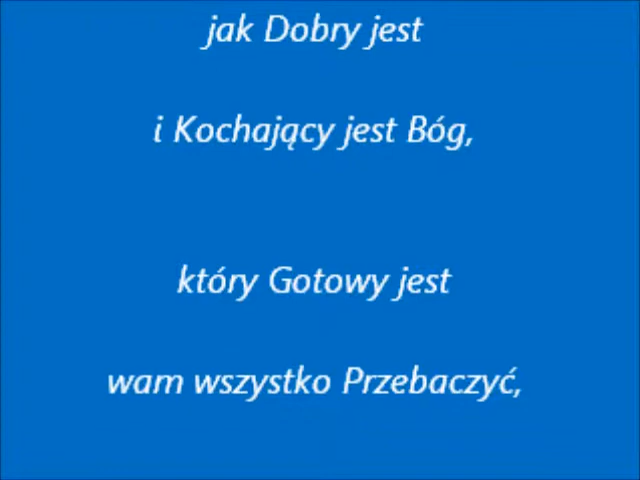 jak Dobry jest
i Kochający jest Bóg,
który Gotowy jest
wam wszystko Przebaczyć,